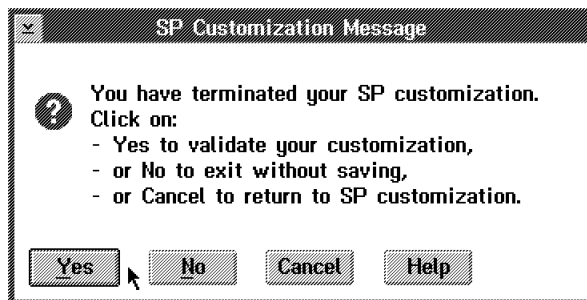 SP Customization Message
You have terminated your SP customization.
Click on:
- Yes to validate your customization,
- or No to exit without saving,
- or Cancel to return to SP customization.
Yes No Cancel Help